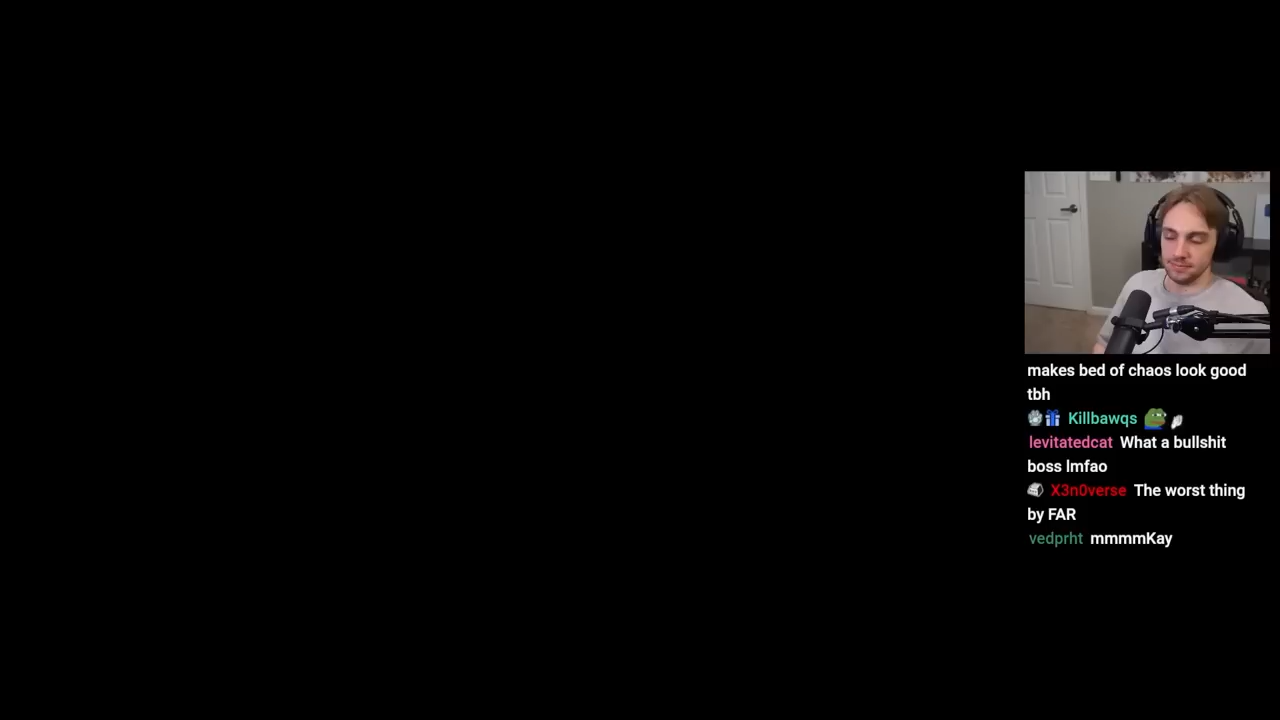 makes bed of chaos look good
tbh
Killbawqs
levitatedcat What a bullshit
boss lmfao
X3n0verse The worst thing
by FAR
vedprht mmmmKay